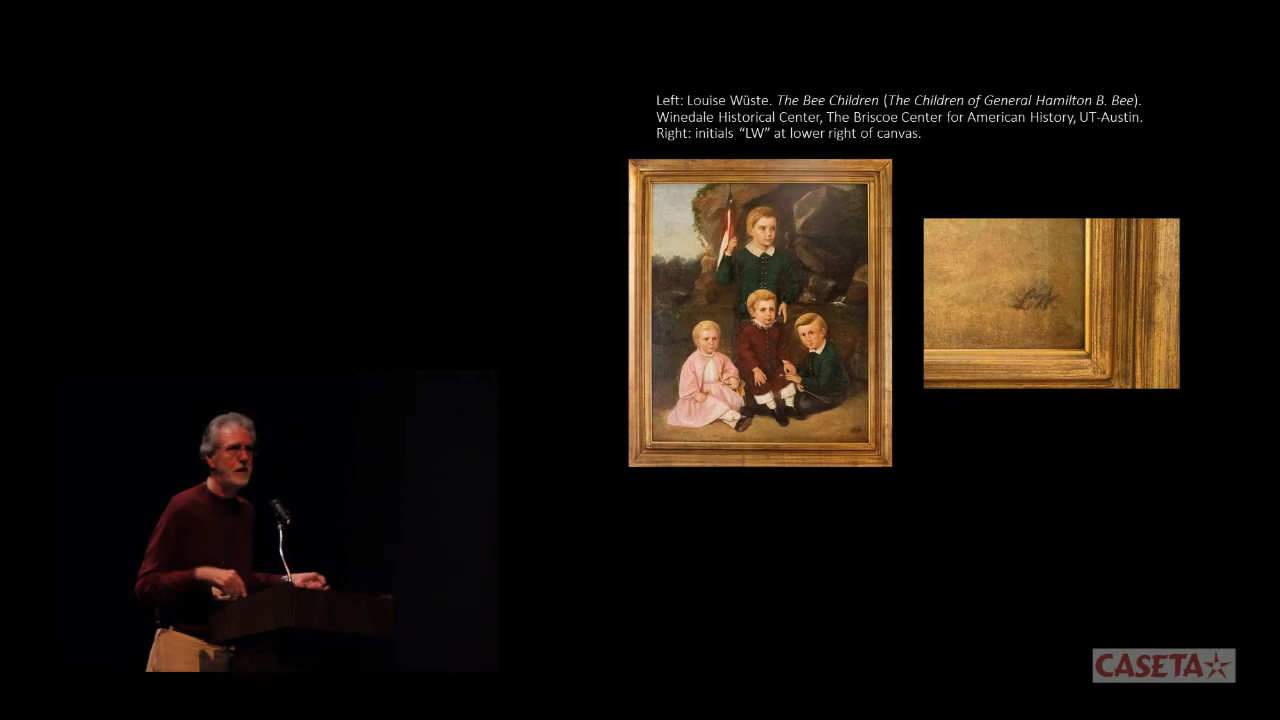 Left: Louise Wüste. The Bee Children (The Children of General Hamilton B. Bee).
Winedale Historical Center, The Briscoe Center for American History, UT-Austin.
Right: initials “LW” at lower right of canvas.
LW
CASETA